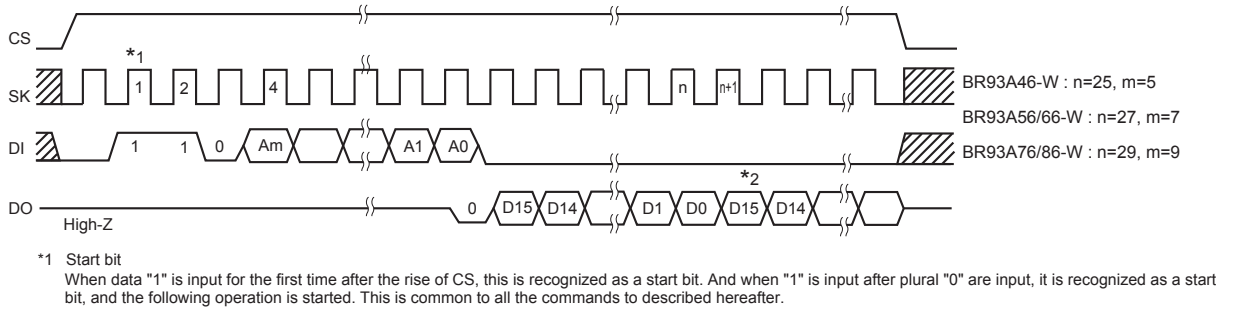 CS
*1
SK 1 2 4 n n+1 BR93A46-W : n=25, m=5
BR93A56/66-W : n=27, m=7
DI 1 1 0 Am A1 A0 BR93A76/86-W : n=29, m=9
*2
DO 0 D15 D14 D1 D0 D15 D14
High-Z
*1 Start bit
When data "1" is input for the first time after the rise of CS, this is recognized as a start bit. And when "1" is input after plural "0" are input, it is recognized as a start
bit, and the following operation is started. This is common to all the commands to described hereafter.